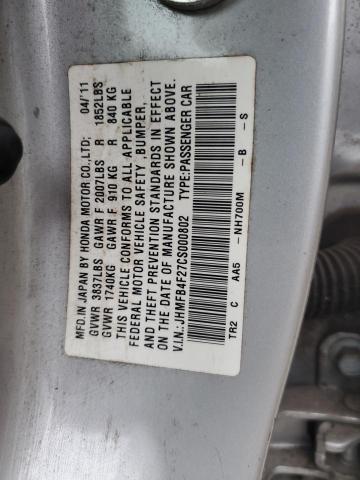 MFD.IN JAPAN BY HONDA MOTOR CO.,LTD; 04/'11
GVWR 3837LBS GAWR F 2007LBS R 1852LBS
GVWR 1740KG GAWR F 910 KG R 840 KG
THIS VEHICLE CONFORMS TO ALL APPLICABLE
FEDERAL MOTOR VEHICLE SAFETY ,BUMPER,
AND THEFT PREVENTION STANDARDS IN EFFECT
ON THE DATE OF MANUFACTURE SHOWN ABOVE.
V.I.N.:JHMFB4F27CS000802 TYPE:PASSENGER CAR
TR2 C AA5 -NH700M -B -S